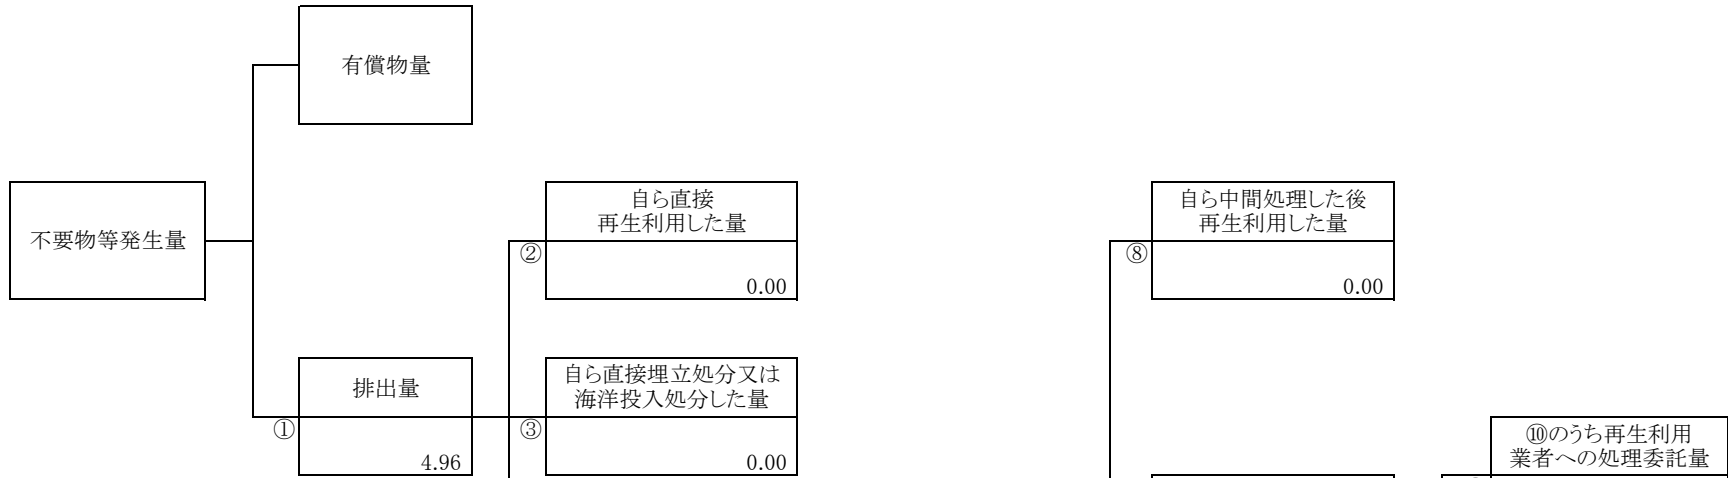 有償物量
不要物等発生量
自ら直接
再生利用した量
②
0.00
自ら中間処理した後
再生利用した量
⑧
0.00
排出量
①
4.96
自ら直接埋立処分又は
海洋投入処分した量
③
0.00
⑩のうち再生利用
業者への処理委託量